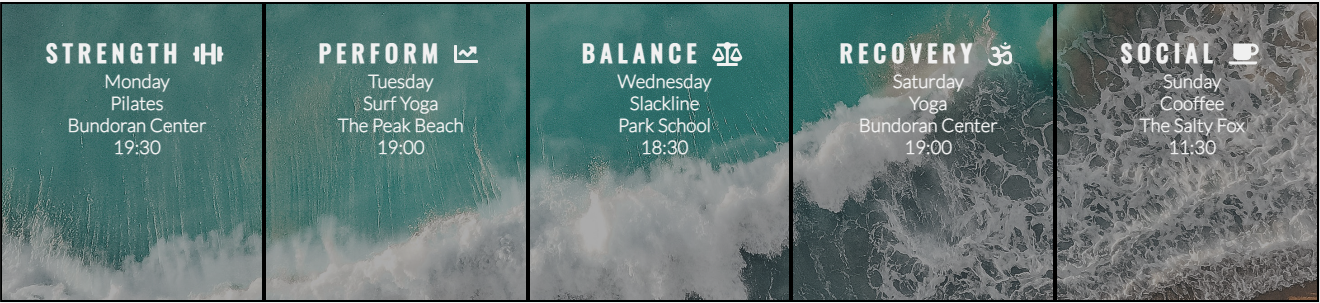 STRENGTH
Monday
Pilates
Bundoran Center
19:30
PERFORM
Tuesday
Surf Yoga
The Peak Beach
19:00
BALANCE
Wednesday
Slackline
Park School
18:30
RECOVERY ॐ
Saturday
Yoga
Bundoran Center
19:00
SOCIAL
Sunday
Cooffee
The Salty Fox
11:30